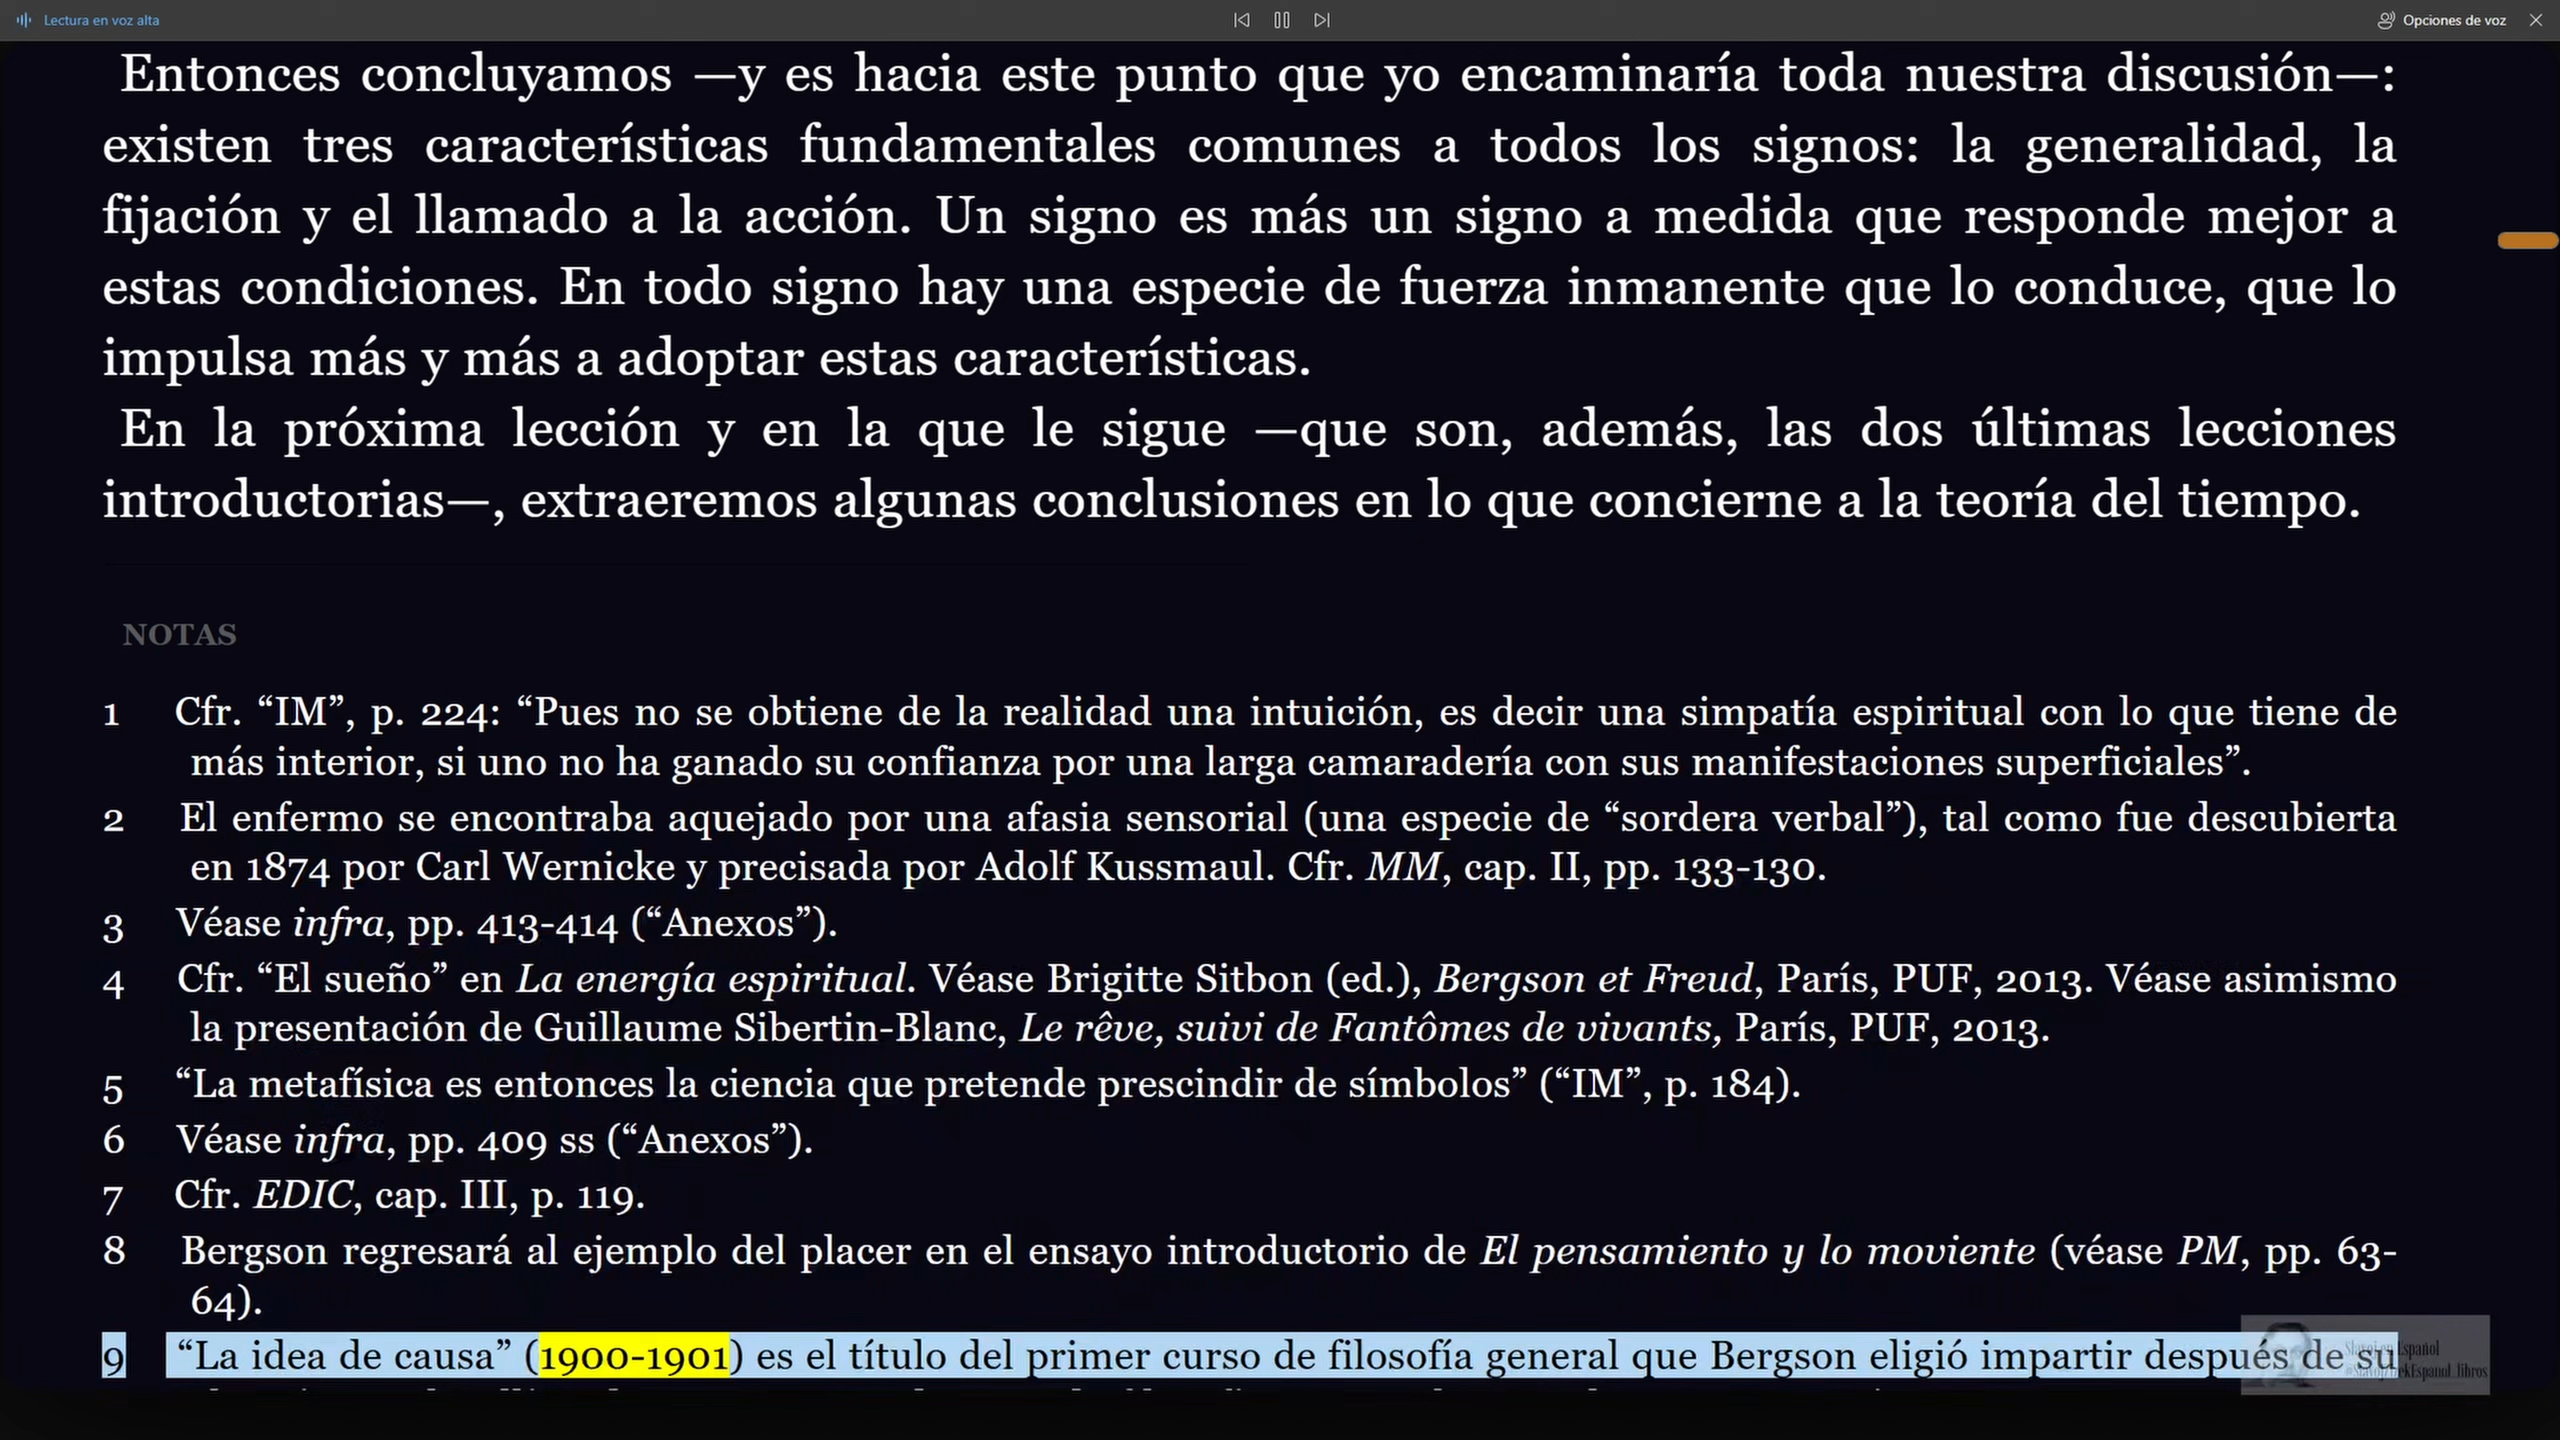 Lectura en voz alta
Opciones de voz
Entonces concluyamos —y es hacia este punto que yo encaminaría toda nuestra discusión—:
existen tres características fundamentales comunes a todos los signos: la generalidad, la
fijación y el llamado a la acción. Un signo es más un signo a medida que responde mejor a
estas condiciones. En todo signo hay una especie de fuerza inmanente que lo conduce, que lo
impulsa más y más a adoptar estas características.
En la próxima lección y en la que le sigue —que son, además, las dos últimas lecciones
introductorias—, extraeremos algunas conclusiones en lo que concierne a la teoría del tiempo.
NOTAS
1 Cfr. “IM”, p. 224: “Pues no se obtiene de la realidad una intuición, es decir una simpatía espiritual con lo que tiene de
más interior, si uno no ha ganado su confianza por una larga camaradería con sus manifestaciones superficiales”.
2 El enfermo se encontraba aquejado por una afasia sensorial (una especie de “sordera verbal”), tal como fue descubierta
en 1874 por Carl Wernicke y precisada por Adolf Kussmaul. Cfr. MM, cap. II, pp. 133-130.
3 Véase infra, pp. 413-414 (“Anexos”).
4 Cfr. “El sueño” en La energía espiritual. Véase Brigitte Sitbon (ed.), Bergson et Freud, París, PUF, 2013. Véase asimismo
la presentación de Guillaume Sibertin-Blanc, Le rêve, suivi de Fantômes de vivants, París, PUF, 2013.
5 “La metafísica es entonces la ciencia que pretende prescindir de símbolos” (“IM”, p. 184).
6 Véase infra, pp. 409 ss (“Anexos”).
7 Cfr. EDIC, cap. III, p. 119.
8 Bergson regresará al ejemplo del placer en el ensayo introductorio de El pensamiento y lo moviente (véase PM, pp. 63-
64).
9 “La idea de causa” (1900-1901) es el título del primer curso de filosofía general que Bergson eligió impartir después de su
Español